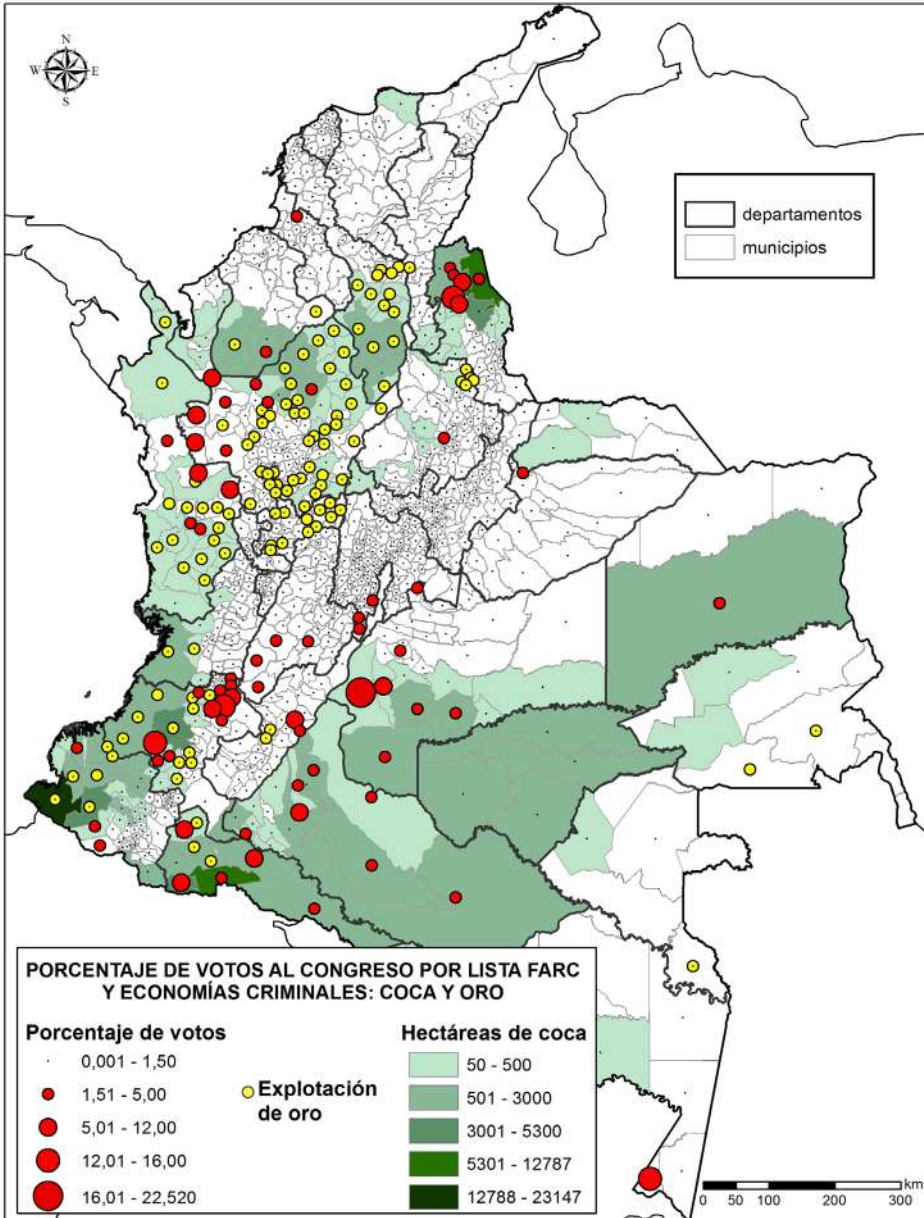 N
W E
S
departamentos
municipios
PORCENTAJE DE VOTOS AL CONGRESO POR LISTA FARC
Y ECONOMÍAS CRIMINALES: COCA Y ORO
Porcentaje de votos
0,001 - 1,50
1,51 - 5,00
5,01 - 12,00
12,01 - 16,00
16,01 - 22,520
Explotación
de oro
Hectáreas de coca
50 - 500
501 - 3000
3001 - 5300
5301 - 12787
12788 - 23147
km
0 50 100 200 300